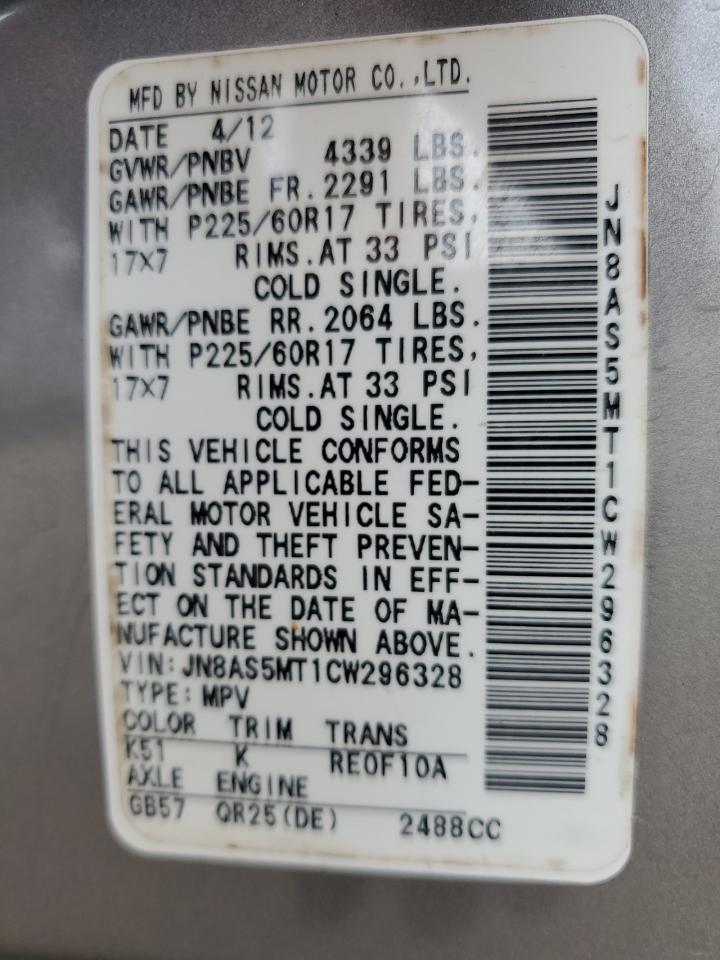 MFD BY NISSAN MOTOR CO.,LTD.
DATE 4/12
GVWR/PNBV 4339 LBS.
GAWR/PNBE FR.2291 LBS.
WITH P225/60R17 TIRES,
17X7 RIMS.AT 33 PSI
COLD SINGLE.
GAWR/PNBE RR.2064 LBS.
WITH P225/60R17 TIRES,
17X7 RIMS.AT 33 PSI
COLD SINGLE.
THIS VEHICLE CONFORMS
TO ALL APPLICABLE FED-
ERAL MOTOR VEHICLE SA-
FETY AND THEFT PREVEN-
TION STANDARDS IN EFF-
ECT ON THE DATE OF MA-
NUFACTURE SHOWN ABOVE.
VIN:JN8AS5MT1CW296328
TYPE:MPV
COLOR TRIM TRANS
K51 K RE0F10A
AXLE ENGINE
GB57 QR25(DE) 2488CC
JN8AS5MT1CW296328